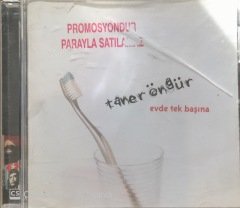 PROMOSYONDUR
PARAYLA SATILAMAZ
taner öngür
evde tek başına